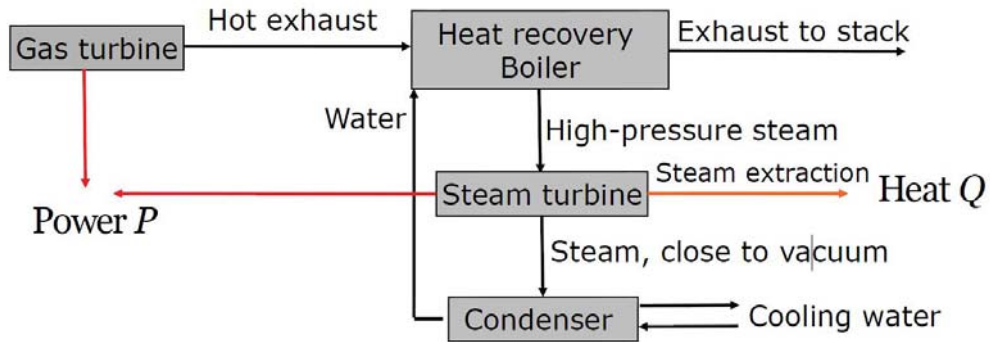 Hot exhaust
Gas turbine
Heat recovery
Boiler
Exhaust to stack
Water
High-pressure steam
Steam extraction
Steam turbine
Heat Q
Power P
Steam, close to vacuum
Condenser
Cooling water